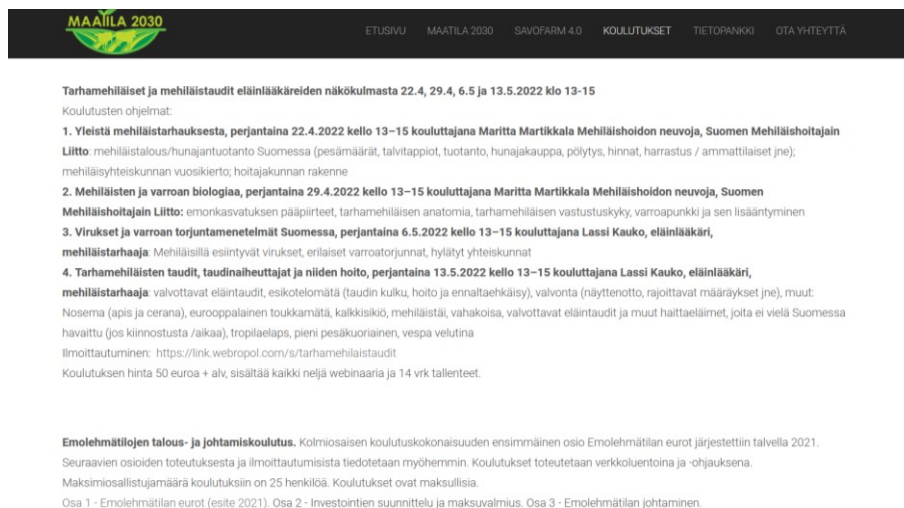 MAATILA 2030
ETUSIVU MAATILA 2030 SAVOFARM 4.0 KOULUTUKSET TIETOPANKKI OTA YHTEYTTÄ
Tarhamehiläiset ja mehiläistaudit eläinlääkäreiden näkökulmasta 22.4, 29.4, 6.5 ja 13.5.2022 klo 13-15
Koulutusten ohjelmat:
1. Yleistä mehiläistarhauksesta, perjantaina 22.4.2022 kello 13–15 kouluttajana Maritta Martikkala Mehiläishoidon neuvoja, Suomen Mehiläishoitajain
Liitto: mehiläistalous/hunajantuotanto Suomessa (pesämäärät, talvitappiot, tuotanto, hunajakauppa, pölytys, hinnat, harrastus / ammattilaiset jne);
mehiläisyhteiskunnan vuosikierto; hoitajakunnan rakenne
2. Mehiläisten ja varroan biologiaa, perjantaina 29.4.2022 kello 13–15 kouluttajana Maritta Martikkala Mehiläishoidon neuvoja, Suomen
Mehiläishoitajain Liitto: emonkasvatuksen pääpiirteet, tarhamehiläisen anatomia, tarhamehiläisen vastustuskyky, varroapunkki ja sen lisääntyminen
3. Virukset ja varroan torjuntamenetelmät Suomessa, perjantaina 6.5.2022 kello 13–15 kouluttajana Lassi Kauko, eläinlääkäri,
mehiläistarhaaja: Mehiläisillä esiintyvät virukset, erilaiset varroatorjunnat, hylätyt yhteiskunnat
4. Tarhamehiläisten taudit, taudinaiheuttajat ja niiden hoito, perjantaina 13.5.2022 kello 13–15 kouluttajana Lassi Kauko, eläinlääkäri,
mehiläistarhaaja: valvottavat eläintaudit, esikotelomätä (taudin kulku, hoito ja ennaltaehkäisy), valvonta (näyttenotto, rajoittavat määräykset jne), muut:
Nosema (apis ja cerana), eurooppalainen toukkamätä, kalkkisikiö, mehiläistäi, vahakoisa, valvottavat eläintaudit ja muut haittaeläimet, joita ei vielä Suomessa
havaittu (jos kiinnostusta /aikaa), tropilaelaps, pieni pesäkuoriainen, vespa velutina
Ilmoittautuminen: https://link.webropol.com/s/tarhamehilaistaudit
Koulutuksen hinta 50 euroa + alv, sisältää kaikki neljä webinaaria ja 14 vrk tallenteet.
Emolehmätilojen talous- ja johtamiskoulutus. Kolmiosaisen koulutuskokonaisuuden ensimmäinen osio Emolehmätilan eurot järjestettiin talvella 2021.
Seuraavien osioiden toteutuksesta ja ilmoittautumisista tiedotetaan myöhemmin. Koulutukset toteutetaan verkkoluentoina ja -ohjauksena.
Maksimiosallistujamäärä koulutuksiin on 25 henkilöä. Koulutukset ovat maksullisia.
Osa 1 - Emolehmätilan eurot (esite 2021). Osa 2 - Investointien suunnittelu ja maksuvalmius. Osa 3 - Emolehmätilan johtaminen.